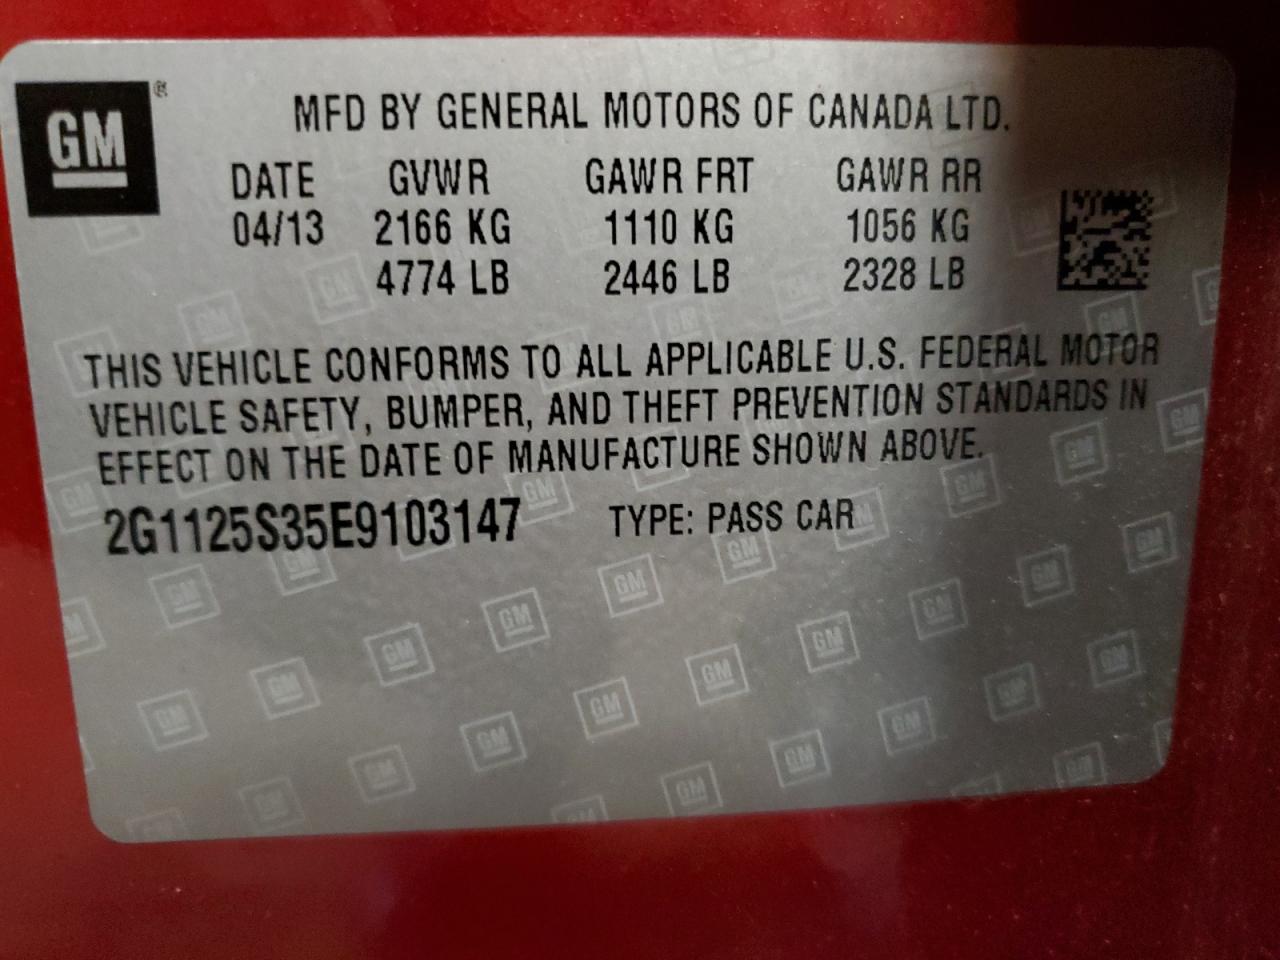 GM®
MFD BY GENERAL MOTORS OF CANADA LTD.
DATE GVWR GAWR FRT GAWR RR
04/13 2166 KG 1110 KG 1056 KG
4774 LB 2446 LB 2328 LB
THIS VEHICLE CONFORMS TO ALL APPLICABLE U.S. FEDERAL MOTOR
VEHICLE SAFETY, BUMPER, AND THEFT PREVENTION STANDARDS IN
EFFECT ON THE DATE OF MANUFACTURE SHOWN ABOVE.
2G1125S35E9103147 TYPE: PASS CAR